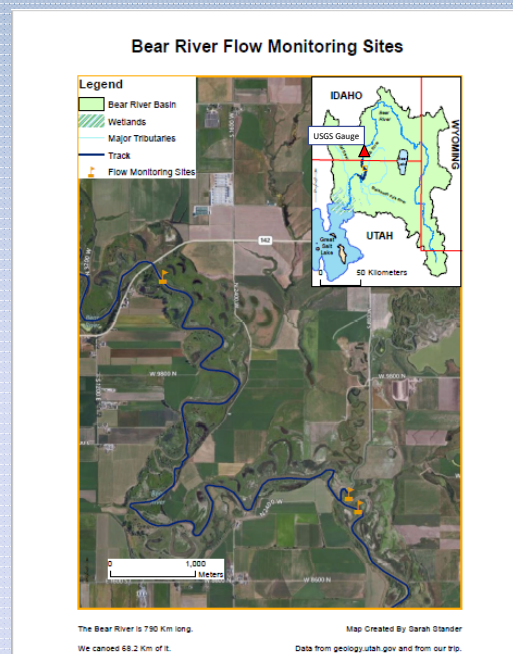 Bear River Flow Monitoring Sites
Legend
Bear River Basin
Wetlands
Major Tributaries
Track
Flow Monitoring Sites
IDAHO
Bear
River
WYOMING
USGS Gauge
UTAH
Great
Salt
Lake
0 50 Kilometers
142
W 9800 N
W 8600 N
0 1,000
Meters
The Bear River is 790 Km long.
Map Created By Sarah Stander
We canoed 68.2 Km of it.
Data from geology.utah.gov and from our trip.